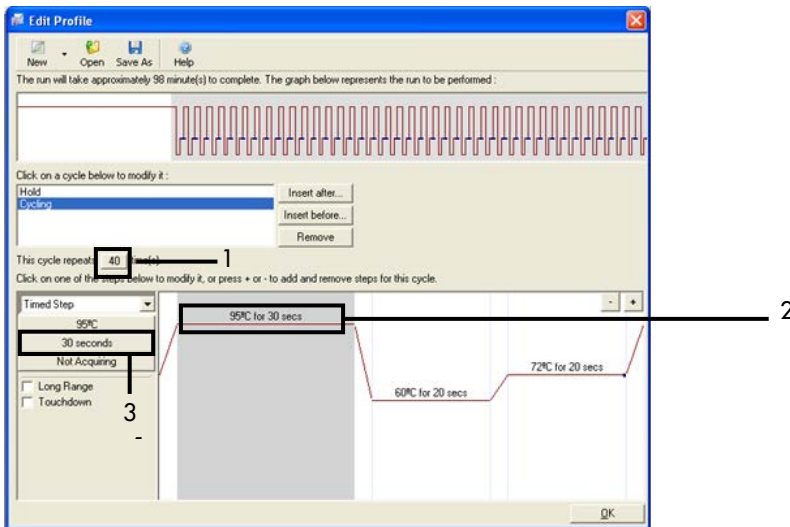 Edit Profile
New Open Save As Help
The run will take approximately 98 minute(s) to complete. The graph below represents the run to be performed :
Click on a cycle below to modify it :
Hold
Cycling
Insert after...
Insert before...
Remove
This cycle repeats 40 time(s).
1
Click on one of the steps below to modify it, or press + or - to add and remove steps for this cycle.
Timed Step
- +
95ºC
30 seconds
Not Acquiring
Long Range
Touchdown
3
-
95ºC for 30 secs
2
60ºC for 20 secs
72ºC for 20 secs
OK